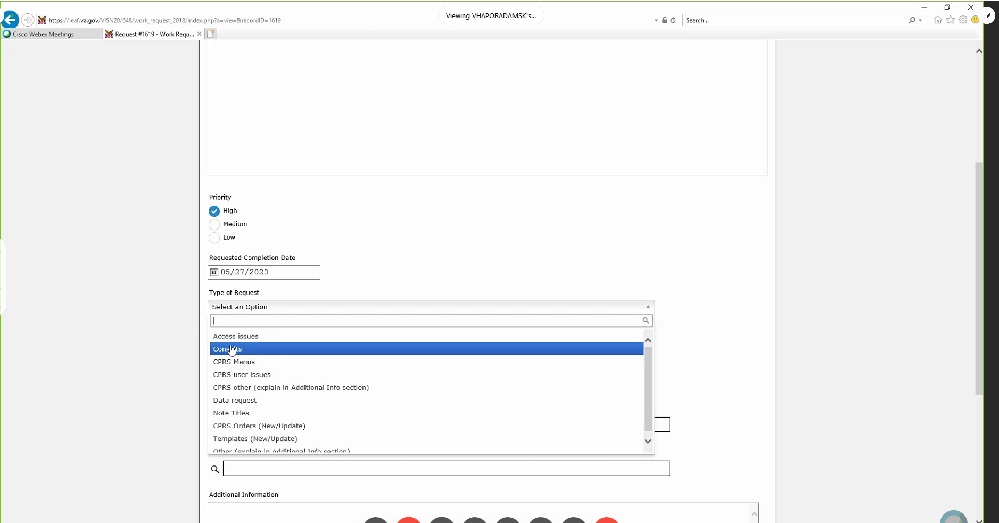 Viewing VHAPORADAMSK's...
https://leaf.va.gov/VISN20/648/work_request_2018/index.php?a=view&recordID=1619
Search...
Cisco Webex Meetings
Request #1619 - Work Requ...
Priority
High
Medium
Low
Requested Completion Date
31 05/27/2020
Type of Request
Select an Option
Access issues
Consults
CPRS Menus
CPRS user issues
CPRS other (explain in Additional Info section)
Data request
Note Titles
CPRS Orders (New/Update)
Templates (New/Update)
Other (explain in Additional Info section)
Additional Information